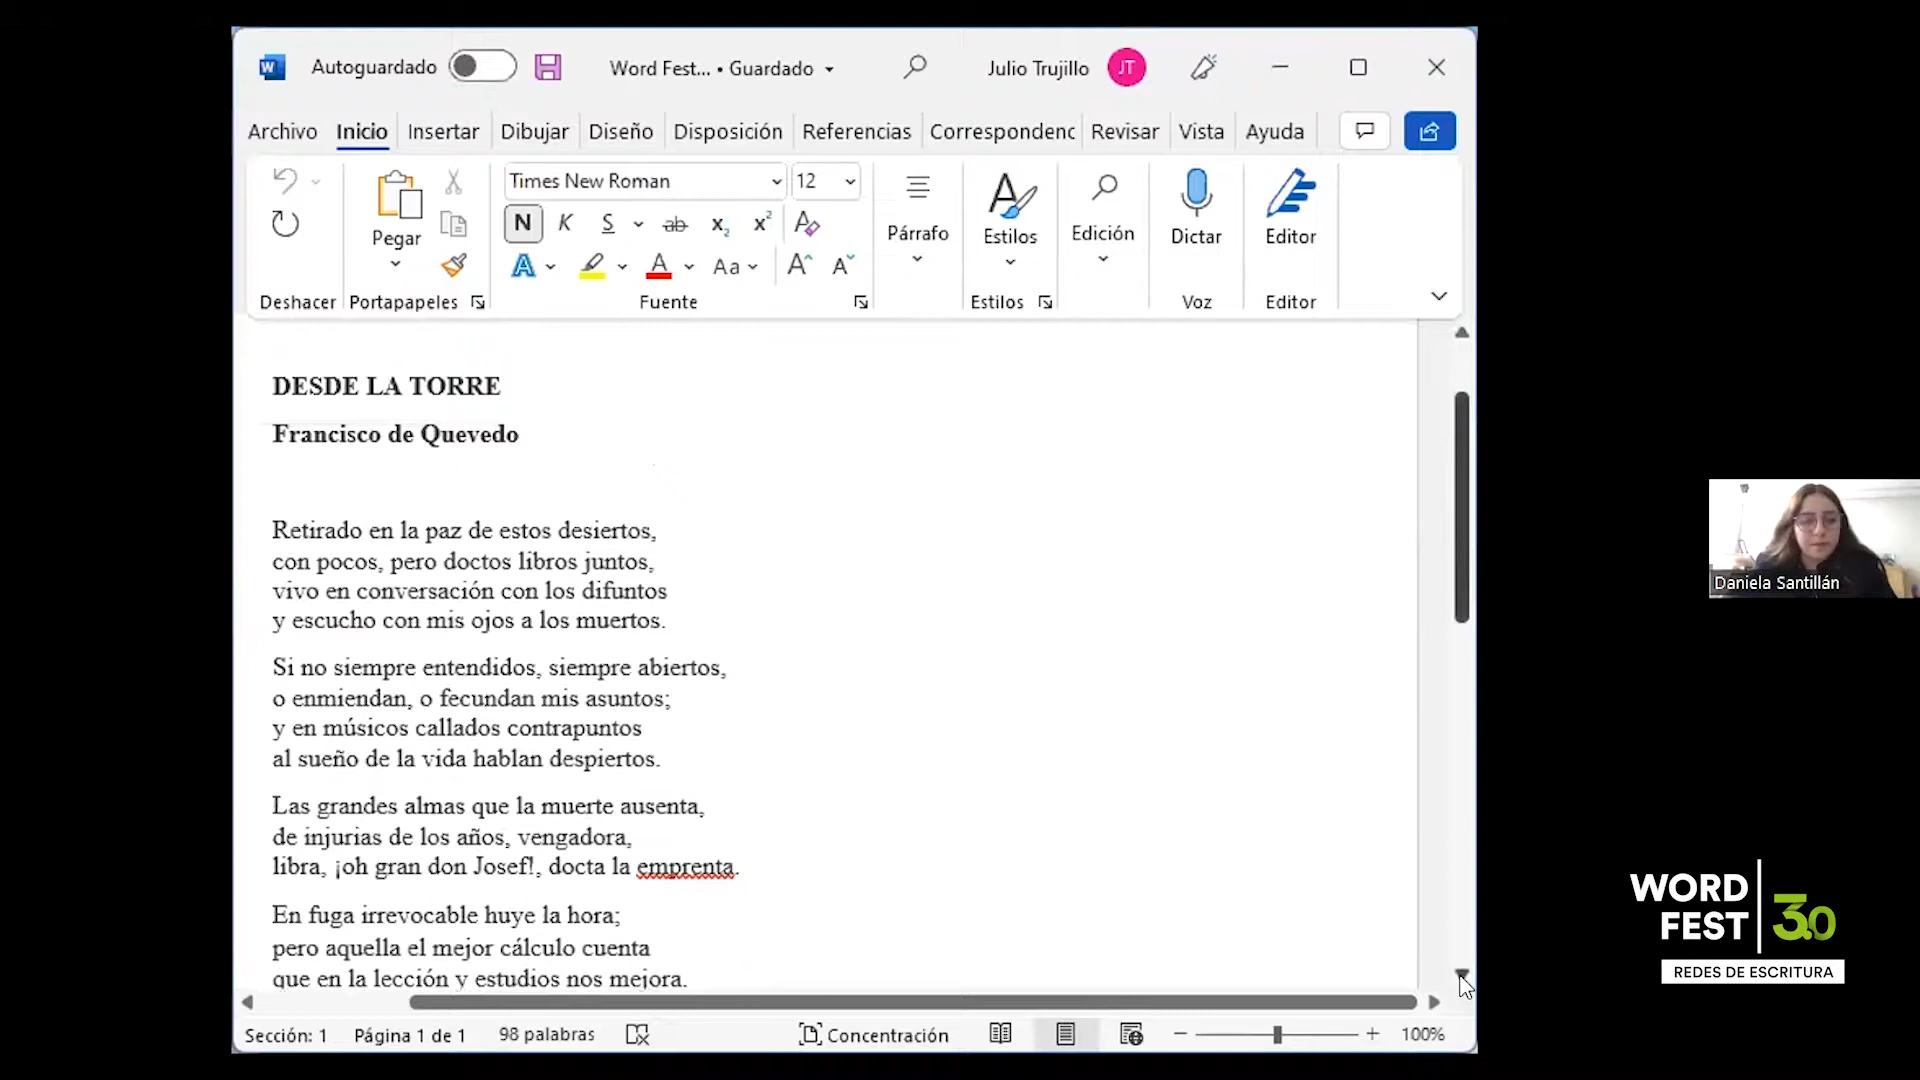 Autoguardado
Word Fest... • Guardado
Julio Trujillo
JT
Archivo Inicio Insertar Dibujar Diseño Disposición Referencias Correspondenc Revisar Vista Ayuda
Times New Roman 12
Pegar
N K S ab x₂ x²
A A Aa A A
Párrafo
Estilos
Edición
Dictar
Editor
Deshacer Portapapeles Fuente Estilos Voz Editor
DESDE LA TORRE
Francisco de Quevedo
Retirado en la paz de estos desiertos,
con pocos, pero doctos libros juntos,
vivo en conversación con los difuntos
y escucho con mis ojos a los muertos.
Si no siempre entendidos, siempre abiertos,
o enmiendan, o fecundan mis asuntos;
y en músicos callados contrapuntos
al sueño de la vida hablan despiertos.
Las grandes almas que la muerte ausenta,
de injurias de los años, vengadora,
libra, ¡oh gran don Josef!, docta la emprenta.
En fuga irrevocable huye la hora;
pero aquella el mejor cálculo cuenta
que en la lección y estudios nos mejora.
Sección: 1 Página 1 de 1 98 palabras Concentración 100%
Daniela Santillán
WORD
FEST 3.0
REDES DE ESCRITURA